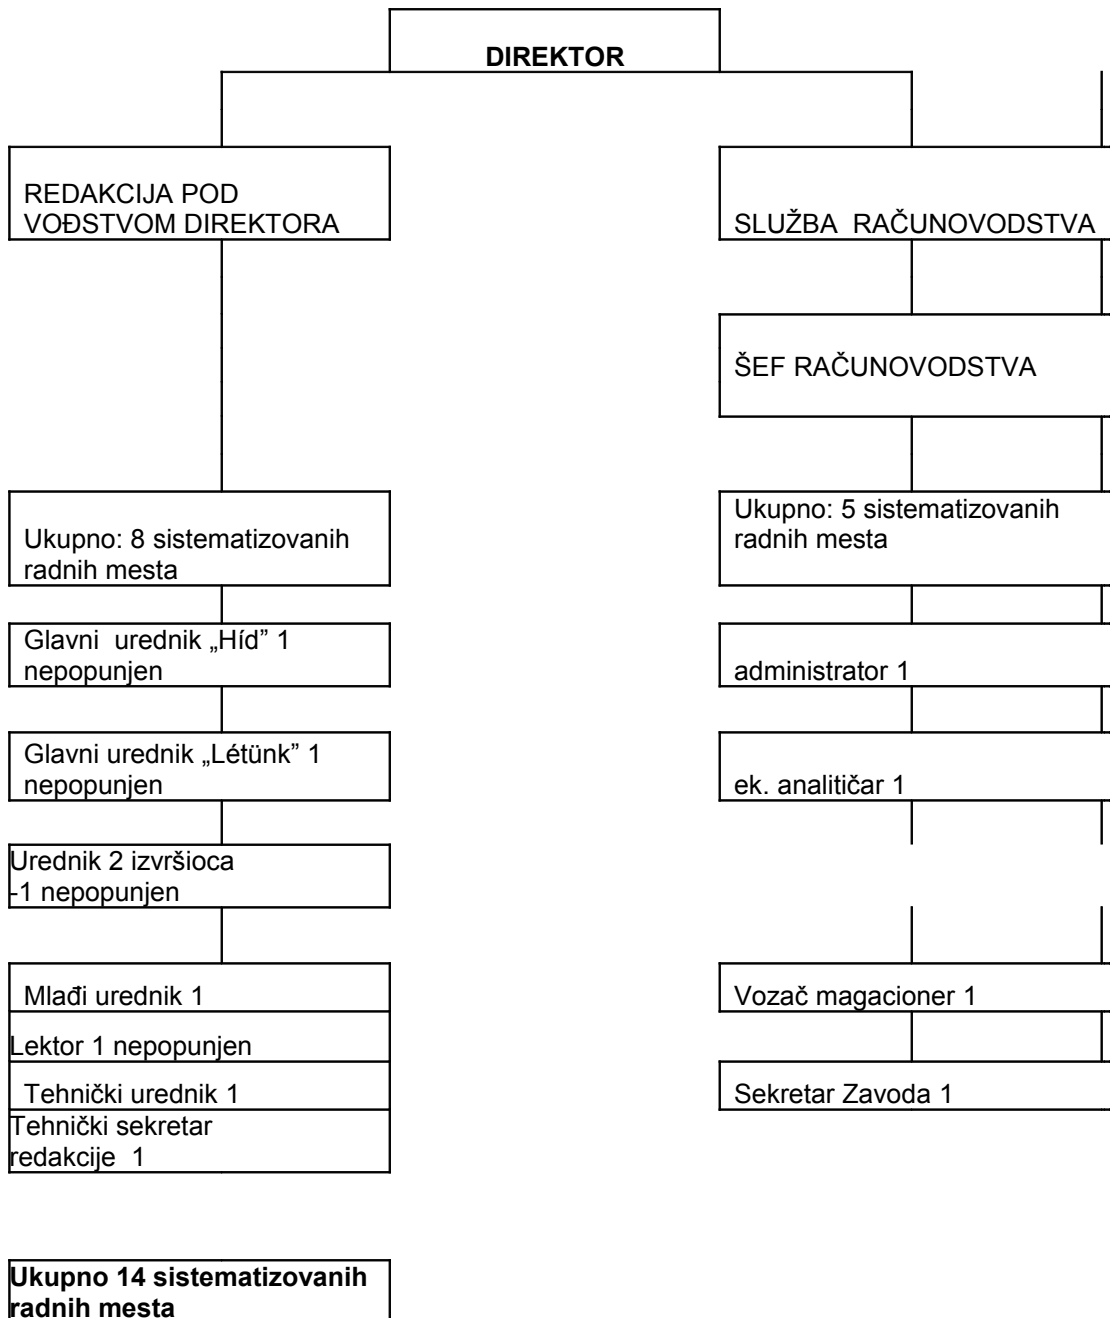 DIREKTOR
REDAKCIJA POD
VOĐSTVOM DIREKTORA
SLUŽBA  RAČUNOVODSTVA
ŠEF RAČUNOVODSTVA
Ukupno: 8 sistematizovanih
radnih mesta
Ukupno: 5 sistematizovanih
radnih mesta
Glavni  urednik „Híd” 1
nepopunjen
administrator 1
Glavni urednik „Létünk” 1
nepopunjen
ek. analitičar 1
Urednik 2 izvršioca
-1 nepopunjen
Mlađi urednik 1
Vozač magacioner 1
Lektor 1 nepopunjen
Tehnički urednik 1
Sekretar Zavoda 1
Tehnički sekretar
redakcije  1
Ukupno 14 sistematizovanih
radnih mesta